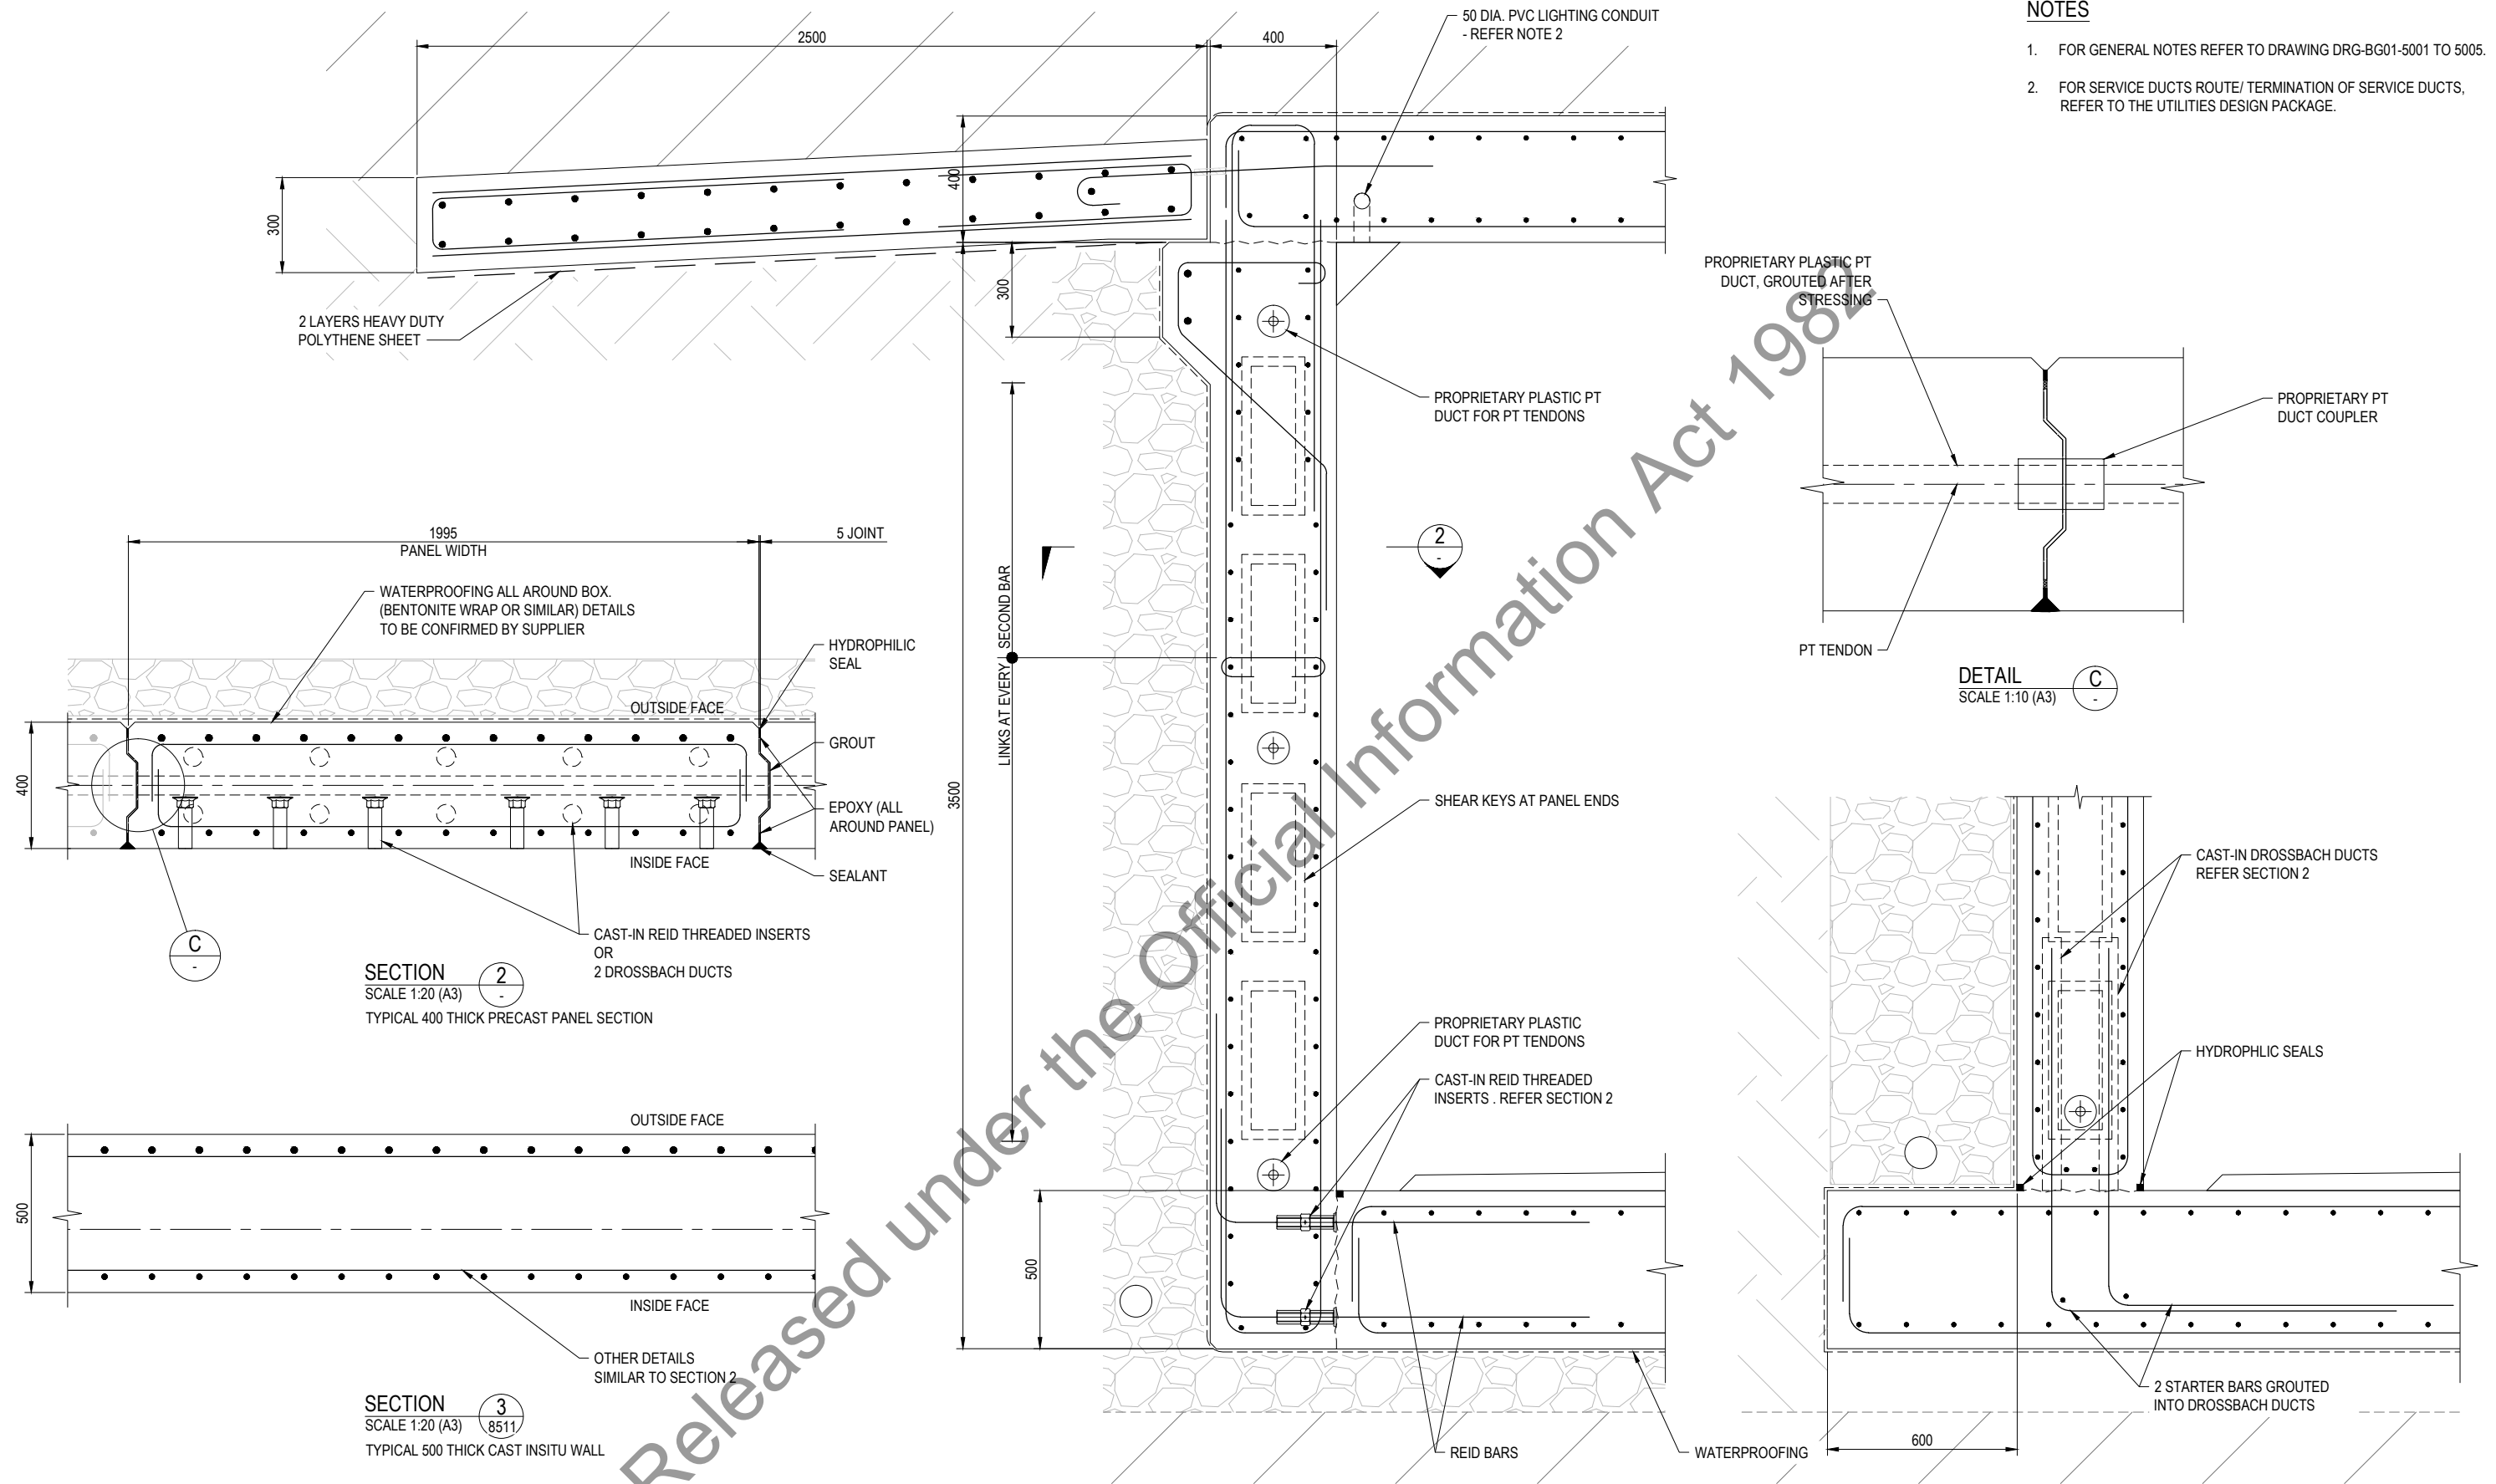 NOTES
1. FOR GENERAL NOTES REFER TO DRAWING DRG-BG01-5001 TO 5005.
2. FOR SERVICE DUCTS ROUTE/ TERMINATION OF SERVICE DUCTS,
REFER TO THE UTILITIES DESIGN PACKAGE.
2500
400
50 DIA. PVC LIGHTING CONDUIT
- REFER NOTE 2
300
400
300
2 LAYERS HEAVY DUTY
POLYTHENE SHEET
PROPRIETARY PLASTIC PT
DUCT FOR PT TENDONS
LINKS AT EVERY SECOND BAR
3500
2
-
SHEAR KEYS AT PANEL ENDS
PROPRIETARY PLASTIC
DUCT FOR PT TENDONS
CAST-IN REID THREADED
INSERTS . REFER SECTION 2
500
REID BARS
WATERPROOFING
PROPRIETARY PLASTIC PT
DUCT, GROUTED AFTER
STRESSING
PROPRIETARY PT
DUCT COUPLER
PT TENDON
DETAIL
SCALE 1:10 (A3)
C
-
1995
PANEL WIDTH
5 JOINT
WATERPROOFING ALL AROUND BOX.
(BENTONITE WRAP OR SIMILAR) DETAILS
TO BE CONFIRMED BY SUPPLIER
HYDROPHILIC
SEAL
OUTSIDE FACE
GROUT
400
EPOXY (ALL
AROUND PANEL)
INSIDE FACE
SEALANT
CAST-IN REID THREADED INSERTS
OR
2 DROSSBACH DUCTS
C
-
SECTION
SCALE 1:20 (A3)
2
-
TYPICAL 400 THICK PRECAST PANEL SECTION
OUTSIDE FACE
500
INSIDE FACE
OTHER DETAILS
SIMILAR TO SECTION 2
SECTION
SCALE 1:20 (A3)
3
8511
TYPICAL 500 THICK CAST INSITU WALL
CAST-IN DROSSBACH DUCTS
REFER SECTION 2
HYDROPHLIC SEALS
2 STARTER BARS GROUTED
INTO DROSSBACH DUCTS
600
Released under the Official Information Act 1982